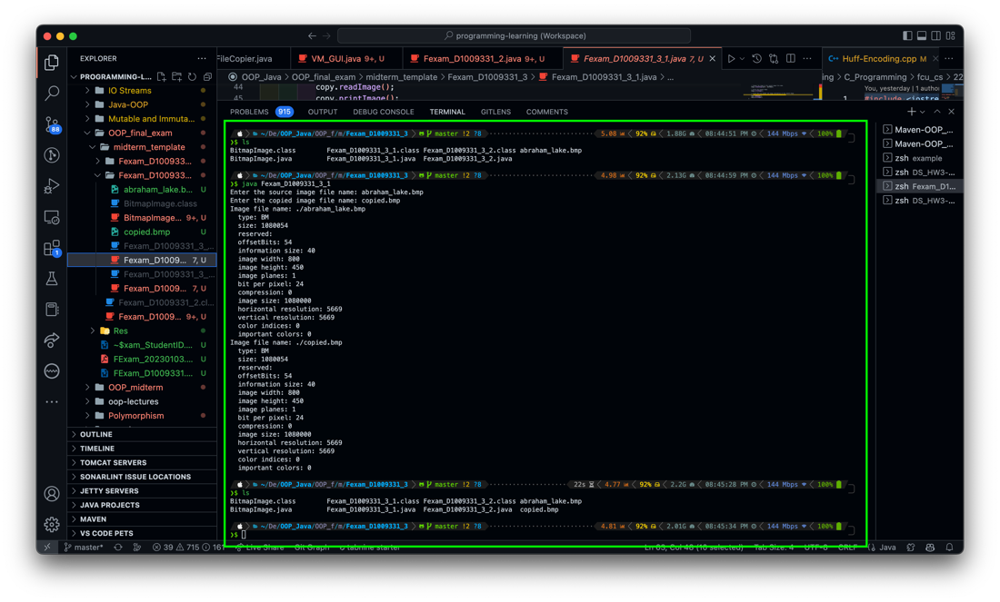 programming-learning (Workspace)
EXPLORER
FileCopier.java
VM_GUI.java 9+, U
Fexam_D1009331_2.java 9+, U
Fexam_D1009331_3_1.java 7, U
Huff-Encoding.cpp M
PROGRAMMING-L...
OOP_Java > OOP_final_exam > midterm_template > Fexam_D1009331_3 > Fexam_D1009331_3_1.java > ...
ing > C_Programming > fcu_cs > 22
44 copy.readImage();
45 copy.printImage();
You, yesterday | 1 author
1 #include <iostream
PROBLEMS 915 OUTPUT DEBUG CONSOLE TERMINAL GITLENS COMMENTS
IO Streams
Java-OOP
Mutable and Immuta...
OOP_final_exam
midterm_template
Fexam_D100933...
Fexam_D100933...
abraham_lake.b... U
BitmapImage.class
BitmapImage... 9+, U
copied.bmp U
Fexam_D1009331_3_...
Fexam_D1009... 7, U
Fexam_D1009331_3_...
Fexam_D100... 7, U
Fexam_D1009331_2.cl...
Fexam_D1009... 9+, U
Res
~$xam_StudentID.... U
FExam_20230103.... U
FExam_D1009331.... U
OOP_midterm
oop-lectures
Polymorphism
OUTLINE
TIMELINE
TOMCAT SERVERS
SONARLINT ISSUE LOCATIONS
JETTY SERVERS
JAVA PROJECTS
MAVEN
VS CODE PETS
88
1
~/De/OOP_Java/OOP_f/m/Fexam_D1009331_3 master !2 ?8 5.08 92% 1.88G 08:44:51 PM 144 Mbps 100%
❯$ ls
BitmapImage.class Fexam_D1009331_3_1.class Fexam_D1009331_3_2.class abraham_lake.bmp
BitmapImage.java Fexam_D1009331_3_1.java Fexam_D1009331_3_2.java
~/De/OOP_Java/OOP_f/m/Fexam_D1009331_3 master !2 ?8 4.98 92% 2.13G 08:44:59 PM 144 Mbps 100%
❯$ java Fexam_D1009331_3_1
Enter the source image file name: abraham_lake.bmp
Enter the copied image file name: copied.bmp
Image file name: ./abraham_lake.bmp
type: BM
size: 1080054
reserved:
offsetBits: 54
information size: 40
image width: 800
image height: 450
image planes: 1
bit per pixel: 24
compression: 0
image size: 1080000
horizontal resolution: 5669
vertical resolution: 5669
color indices: 0
important colors: 0
Image file name: ./copied.bmp
type: BM
size: 1080054
reserved:
offsetBits: 54
information size: 40
image width: 800
image height: 450
image planes: 1
bit per pixel: 24
compression: 0
image size: 1080000
horizontal resolution: 5669
vertical resolution: 5669
color indices: 0
important colors: 0
~/De/OOP_Java/OOP_f/m/Fexam_D1009331_3 master !2 ?8 22s 4.77 92% 2.2G 08:45:28 PM 144 Mbps 100%
❯$ ls
BitmapImage.class Fexam_D1009331_3_1.class Fexam_D1009331_3_2.class abraham_lake.bmp
BitmapImage.java Fexam_D1009331_3_1.java Fexam_D1009331_3_2.java copied.bmp
~/De/OOP_Java/OOP_f/m/Fexam_D1009331_3 master !2 ?8 4.81 92% 2.01G 08:45:34 PM 144 Mbps 100%
❯$
Maven-OOP_...
Maven-OOP_...
zsh example
zsh DS_HW3-...
zsh Fexam_D1...
zsh DS_HW3-...
master* 39 715 161 Live Share Git Graph tabnine starter Ln 63, Col 48 (10 selected) Tab Size: 4 UTF-8 CRLF Java